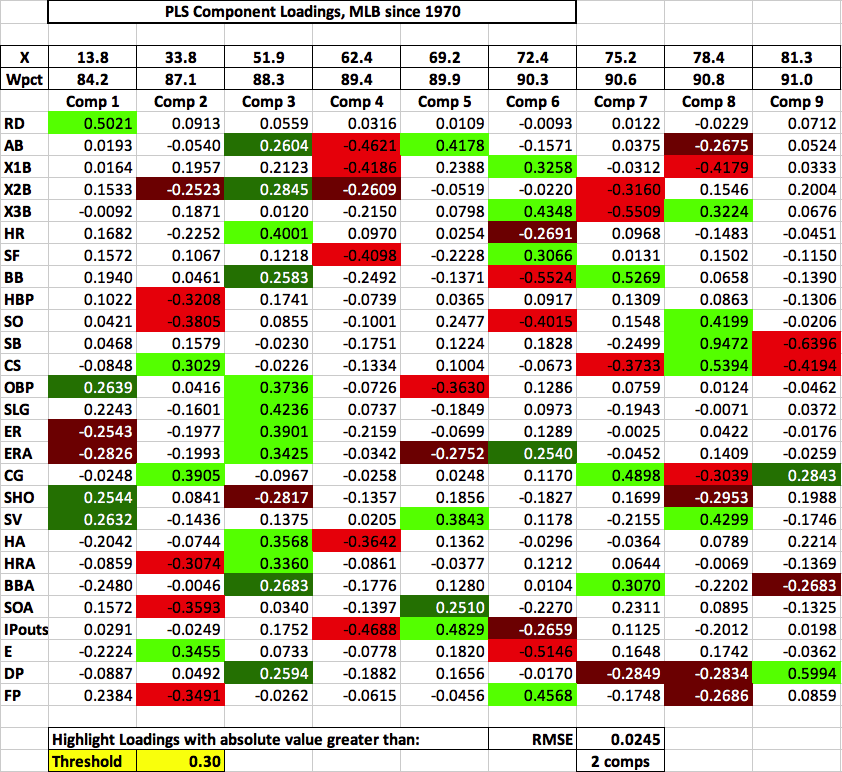 PLS Component Loadings, MLB since 1970
X 13.8 33.8 51.9 62.4 69.2 72.4 75.2 78.4 81.3
Wpct 84.2 87.1 88.3 89.4 89.9 90.3 90.6 90.8 91.0
Comp 1 Comp 2 Comp 3 Comp 4 Comp 5 Comp 6 Comp 7 Comp 8 Comp 9
RD 0.5021 0.0913 0.0559 0.0316 0.0109 -0.0093 0.0122 -0.0229 0.0712
AB 0.0193 -0.0540 0.2604 -0.4621 0.4178 -0.1571 0.0375 -0.2675 0.0524
X1B 0.0164 0.1957 0.2123 -0.4186 0.2388 0.3258 -0.0312 -0.4179 0.0333
X2B 0.1533 -0.2523 0.2845 -0.2609 -0.0519 -0.0220 -0.3160 0.1546 0.2004
X3B -0.0092 0.1871 0.0120 -0.2150 0.0798 0.4348 -0.5509 0.3224 0.0676
HR 0.1682 -0.2252 0.4001 0.0970 0.0254 -0.2691 0.0968 -0.1483 -0.0451
SF 0.1572 0.1067 0.1218 -0.4098 -0.2228 0.3066 0.0131 0.1502 -0.1150
BB 0.1940 0.0461 0.2583 -0.2492 -0.1371 -0.5524 0.5269 0.0658 -0.1390
HBP 0.1022 -0.3208 0.1741 -0.0739 0.0365 0.0917 0.1309 0.0863 -0.1306
SO 0.0421 -0.3805 0.0855 -0.1001 0.2477 -0.4015 0.1548 0.4199 -0.0206
SB 0.0468 0.1579 -0.0230 -0.1751 0.1224 0.1828 -0.2499 0.9472 -0.6396
CS -0.0848 0.3029 -0.0226 -0.1334 0.1004 -0.0673 -0.3733 0.5394 -0.4194
OBP 0.2639 0.0416 0.3736 -0.0726 -0.3630 0.1286 0.0759 0.0124 -0.0462
SLG 0.2243 -0.1601 0.4236 0.0737 -0.1849 0.0973 -0.1943 -0.0071 0.0372
ER -0.2543 -0.1977 0.3901 -0.2159 -0.0699 0.1289 -0.0025 0.0422 -0.0176
ERA -0.2826 -0.1993 0.3425 -0.0342 -0.2752 0.2540 -0.0452 0.1409 -0.0259
CG -0.0248 0.3905 -0.0967 -0.0258 0.0248 0.1170 0.4898 -0.3039 0.2843
SHO 0.2544 0.0841 -0.2817 -0.1357 0.1856 -0.1827 0.1699 -0.2953 0.1988
SV 0.2632 -0.1436 0.1375 0.0205 0.3843 0.1178 -0.2155 0.4299 -0.1746
HA -0.2042 -0.0744 0.3568 -0.3642 0.1362 -0.0296 -0.0364 0.0789 0.2214
HRA -0.0859 -0.3074 0.3360 -0.0861 -0.0377 0.1212 0.0644 -0.0069 -0.1369
BBA -0.2480 -0.0046 0.2683 -0.1776 0.1280 0.0104 0.3070 -0.2202 -0.2683
SOA 0.1572 -0.3593 0.0340 -0.1397 0.2510 -0.2270 0.2311 0.0895 -0.1325
IPouts 0.0291 -0.0249 0.1752 -0.4688 0.4829 -0.2659 0.1125 -0.2012 0.0198
E -0.2224 0.3455 0.0733 -0.0778 0.1820 -0.5146 0.1648 0.1742 -0.0362
DP -0.0887 0.0492 0.2594 -0.1882 0.1656 -0.0170 -0.2849 -0.2834 0.5994
FP 0.2384 -0.3491 -0.0262 -0.0615 -0.0456 0.4568 -0.1748 -0.2686 0.0859
Highlight Loadings with absolute value greater than: RMSE 0.0245
Threshold 0.30 2 comps